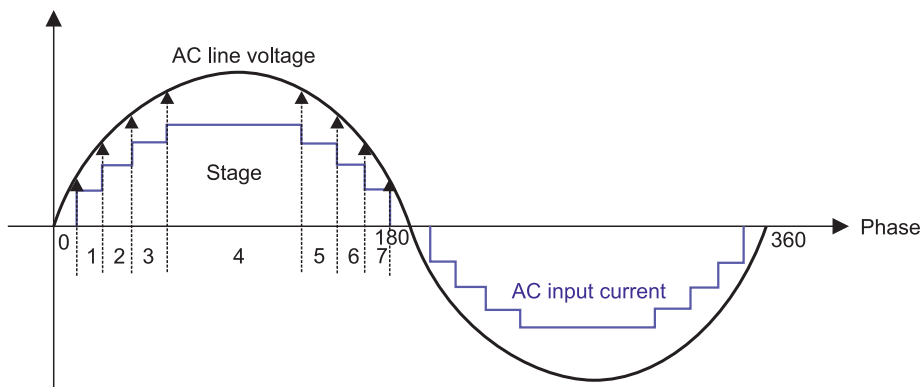 AC line voltage
Stage
Phase
0 1 2 3 4 5 6 7 180 360
AC input current